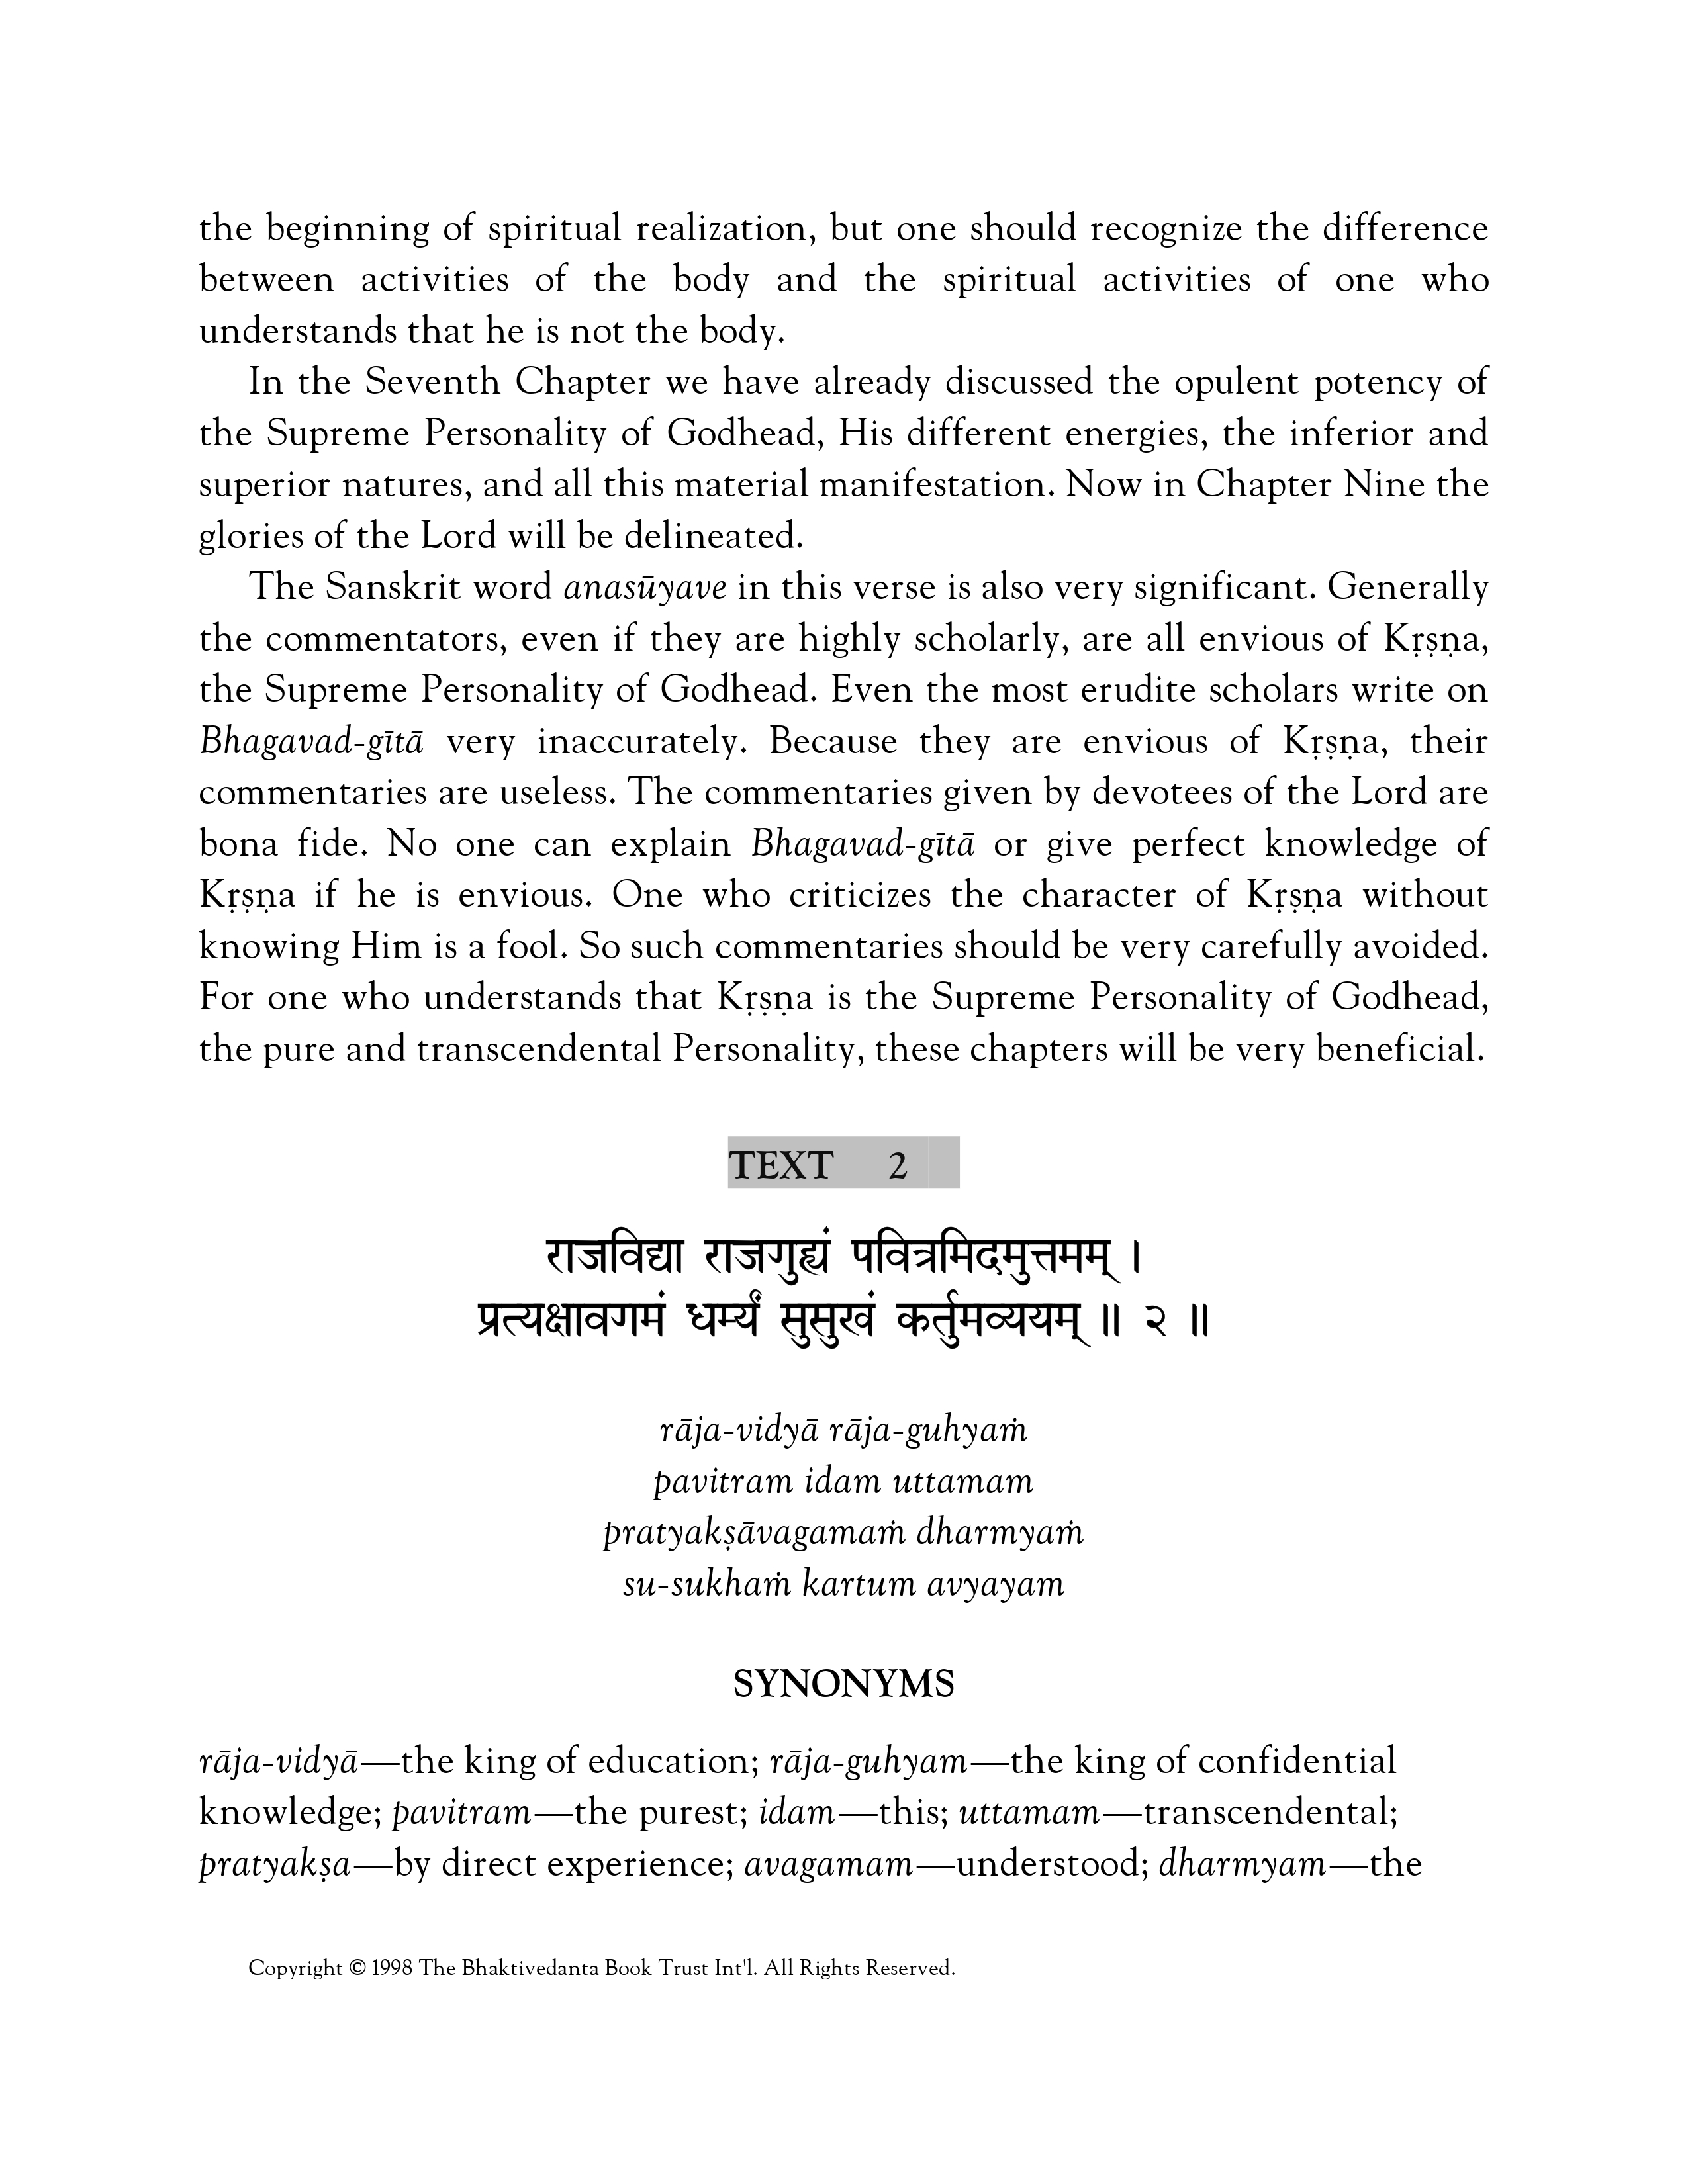 the beginning of spiritual realization, but one should recognize the difference
between activities of the body and the spiritual activities of one who
understands that he is not the body.
In the Seventh Chapter we have already discussed the opulent potency of
the Supreme Personality of Godhead, His different energies, the inferior and
superior natures, and all this material manifestation. Now in Chapter Nine the
glories of the Lord will be delineated.
The Sanskrit word anasūyave in this verse is also very significant. Generally
the commentators, even if they are highly scholarly, are all envious of Kṛṣṇa,
the Supreme Personality of Godhead. Even the most erudite scholars write on
Bhagavad-gītā very inaccurately. Because they are envious of Kṛṣṇa, their
commentaries are useless. The commentaries given by devotees of the Lord are
bona fide. No one can explain Bhagavad-gītā or give perfect knowledge of
Kṛṣṇa if he is envious. One who criticizes the character of Kṛṣṇa without
knowing Him is a fool. So such commentaries should be very carefully avoided.
For one who understands that Kṛṣṇa is the Supreme Personality of Godhead,
the pure and transcendental Personality, these chapters will be very beneficial.
TEXT 2
राजविद्या राजगुह्यं पवित्रमिदमुत्तमम् ।
प्रत्यक्षावगमं धर्म्यं सुसुखं कर्तुमव्ययम् ॥ २ ॥
rāja-vidyā rāja-guhyaṁ
pavitram idam uttamam
pratyakṣāvagamaṁ dharmyaṁ
su-sukhaṁ kartum avyayam
SYNONYMS
rāja-vidyā—the king of education; rāja-guhyam—the king of confidential
knowledge; pavitram—the purest; idam—this; uttamam—transcendental;
pratyakṣa—by direct experience; avagamam—understood; dharmyam—the
Copyright © 1998 The Bhaktivedanta Book Trust Int'l. All Rights Reserved.